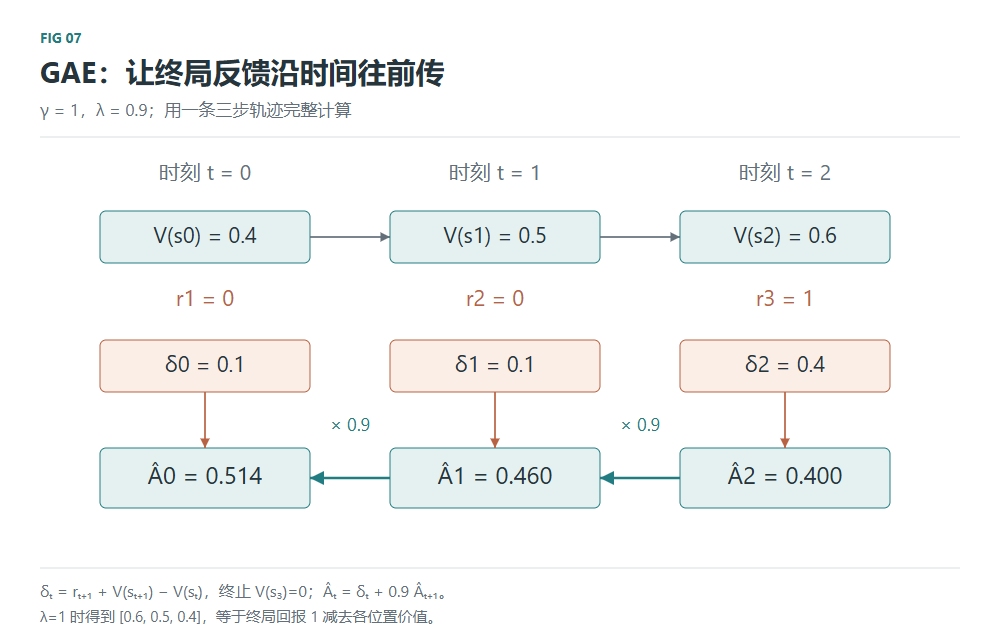 FIG 07
GAE：让终局反馈沿时间往前传
γ = 1，λ = 0.9；用一条三步轨迹完整计算
时刻 t = 0
时刻 t = 1
时刻 t = 2
V(s0) = 0.4
V(s1) = 0.5
V(s2) = 0.6
r1 = 0
r2 = 0
r3 = 1
δ0 = 0.1
δ1 = 0.1
δ2 = 0.4
× 0.9
× 0.9
Â0 = 0.514
Â1 = 0.460
Â2 = 0.400
δₜ = rₜ₊₁ + V(sₜ₊₁) − V(sₜ)，终止 V(s₃)=0；Âₜ = δₜ + 0.9 Âₜ₊₁。
λ=1 时得到 [0.6, 0.5, 0.4]，等于终局回报 1 减去各位置价值。